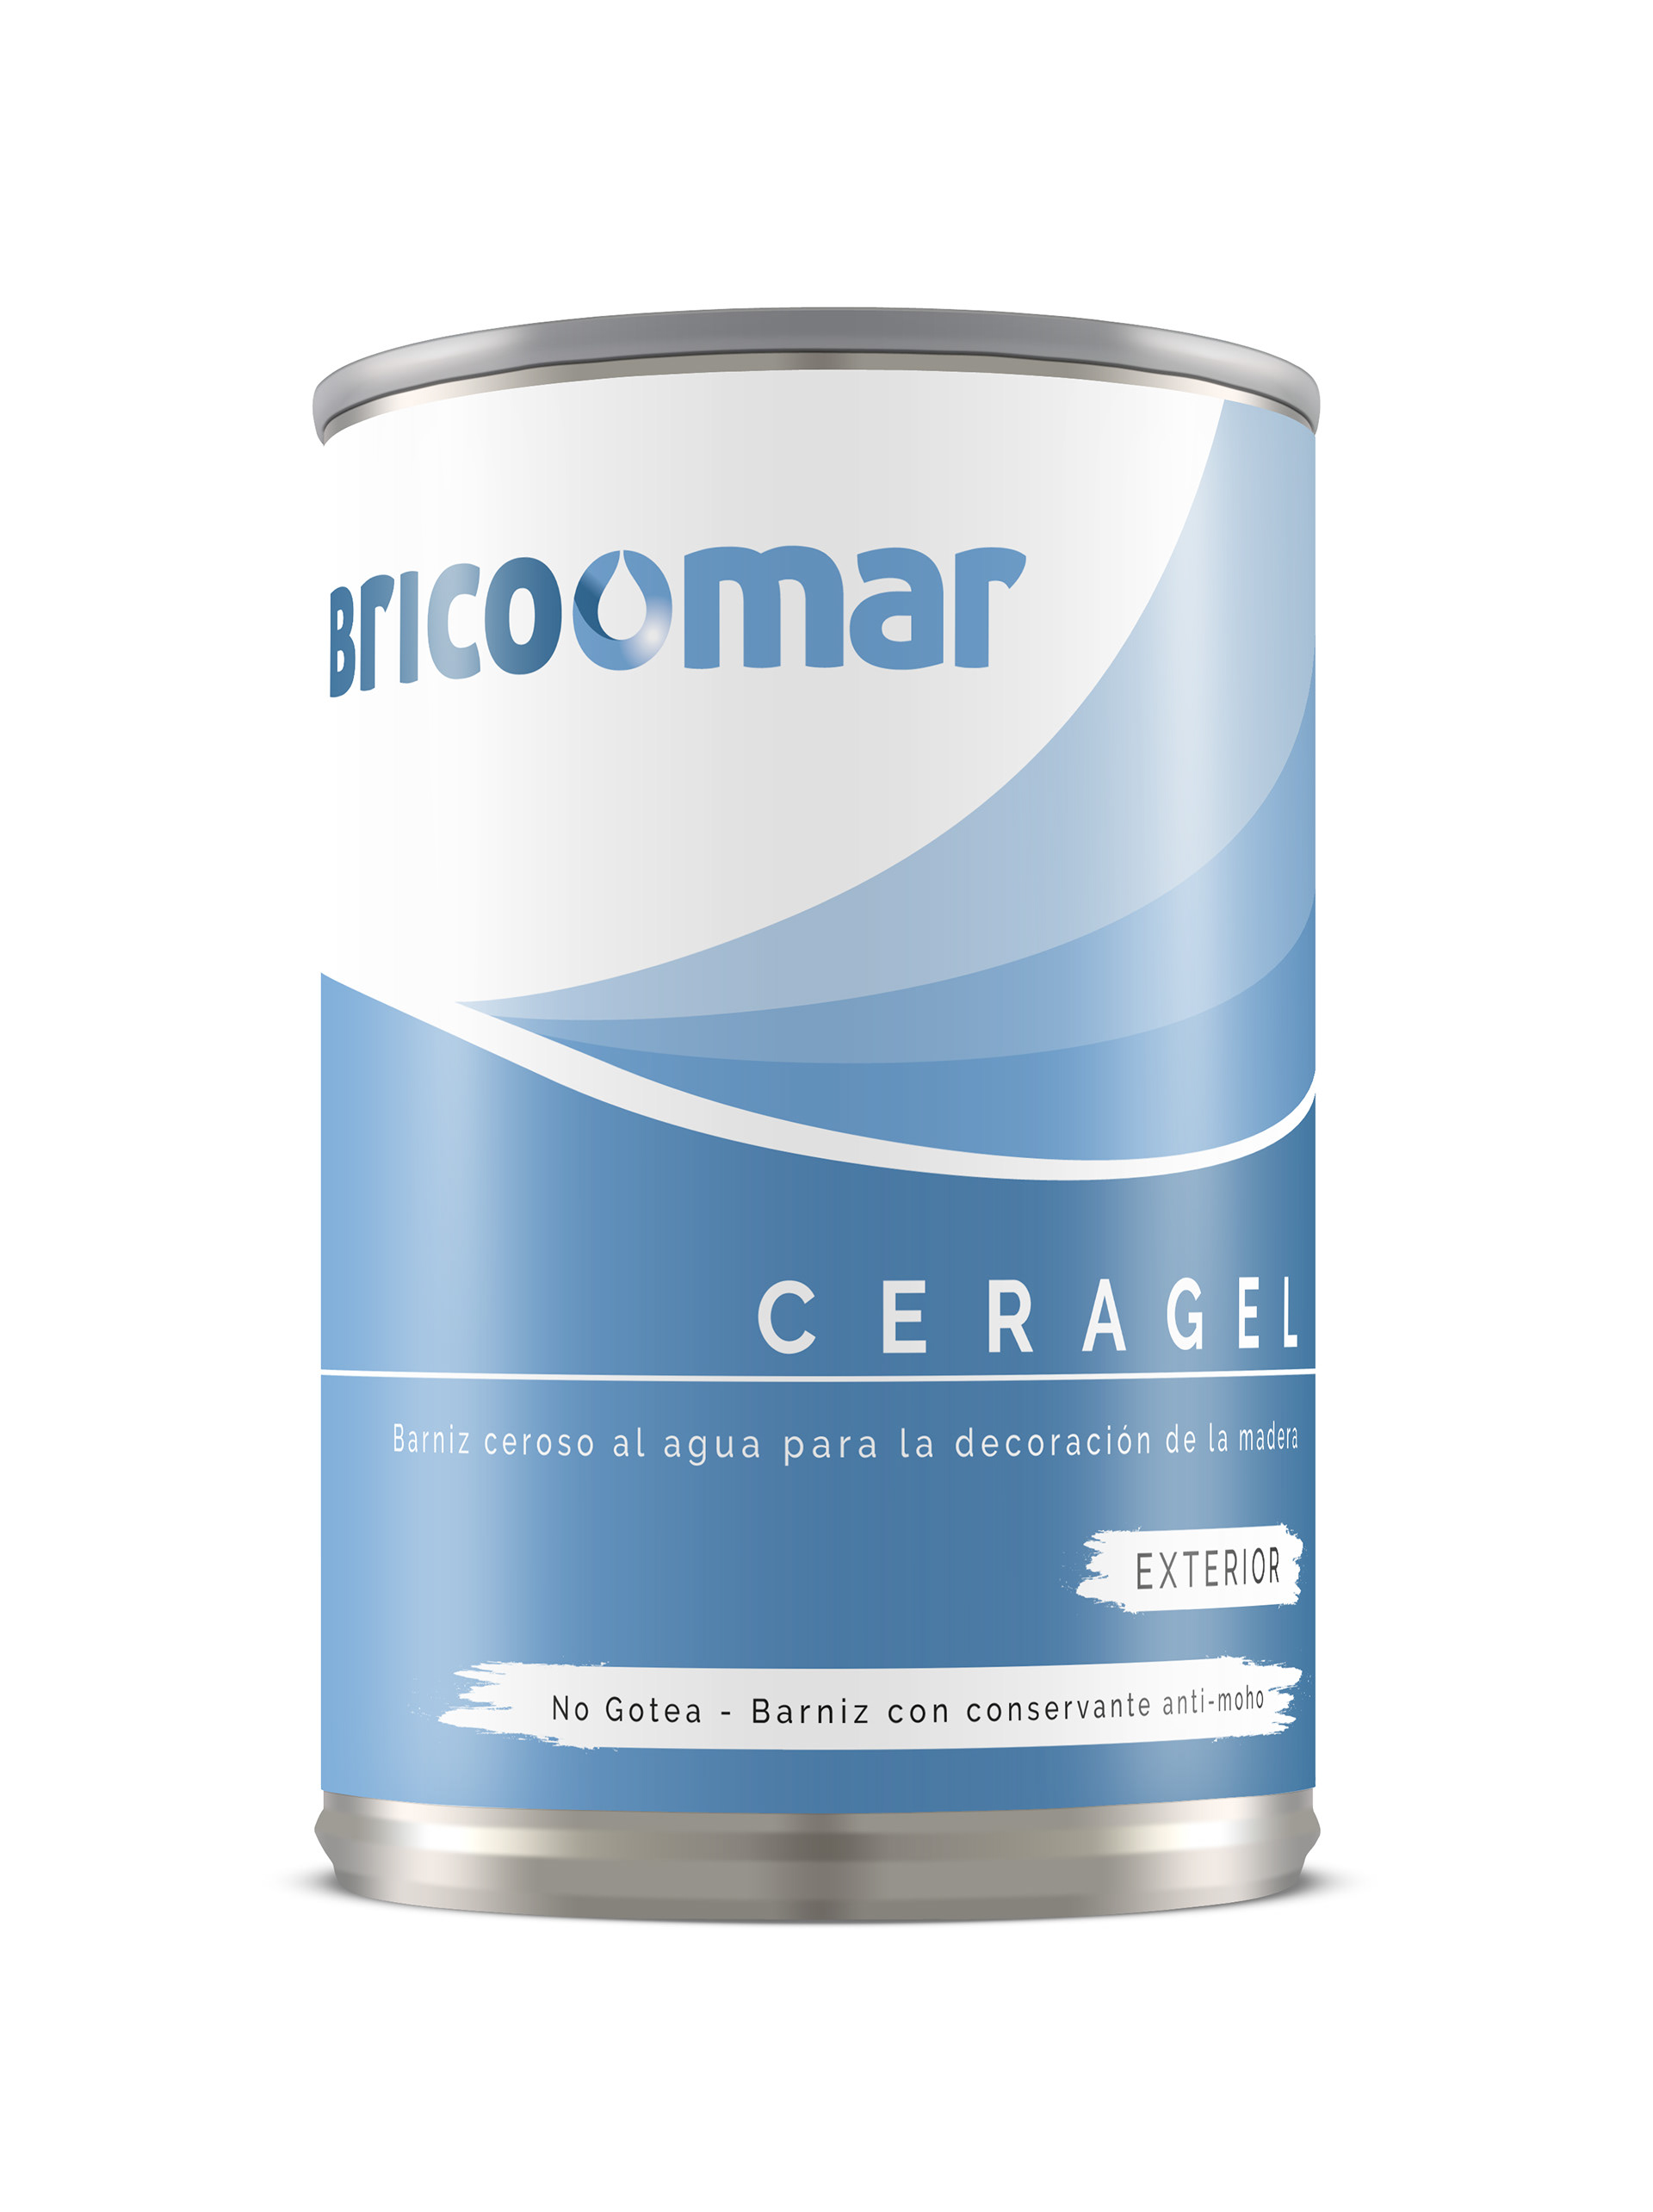 BRICOOmar
CERAGEL
Barniz ceroso al agua para la decoración de la madera
EXTERIOR
No Gotea - Barniz con conservante anti-moho